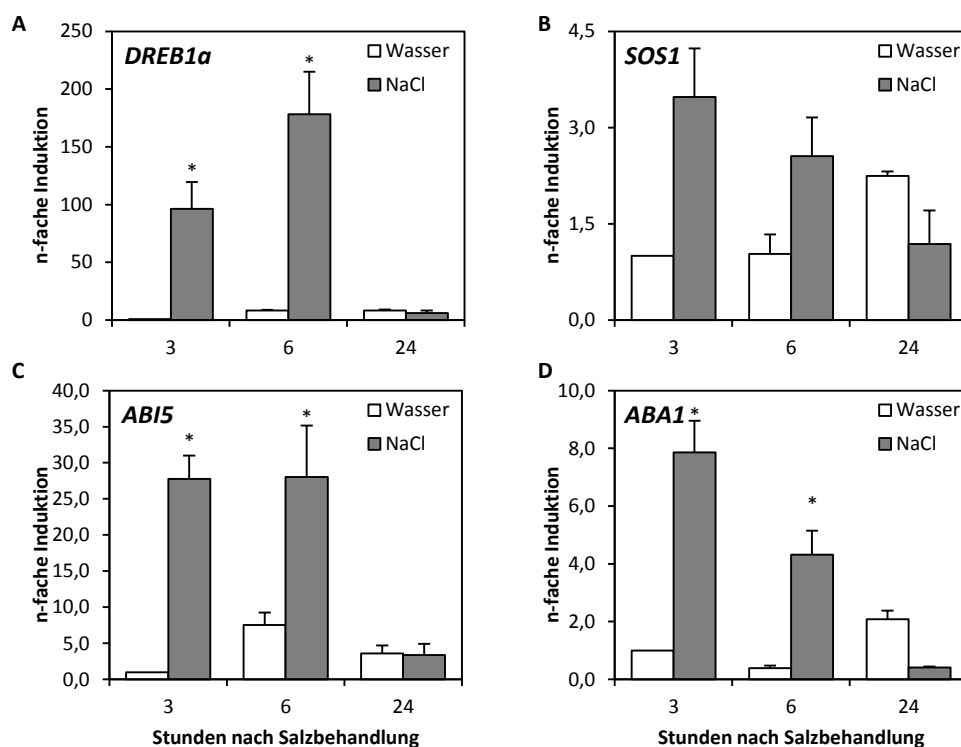 A
DREB1a
Wasser
NaCl
n-fache Induktion
250
200
150
100
50
0
*
*
3 6 24
B
SOS1
Wasser
NaCl
n-fache Induktion
4,5
3,0
1,5
0,0
3 6 24
C
ABI5
Wasser
NaCl
n-fache Induktion
40,0
35,0
30,0
25,0
20,0
15,0
10,0
5,0
0,0
*
*
3 6 24
Stunden nach Salzbehandlung
D
ABA1
Wasser
NaCl
n-fache Induktion
10,0
8,0
6,0
4,0
2,0
0,0
*
*
3 6 24
Stunden nach Salzbehandlung